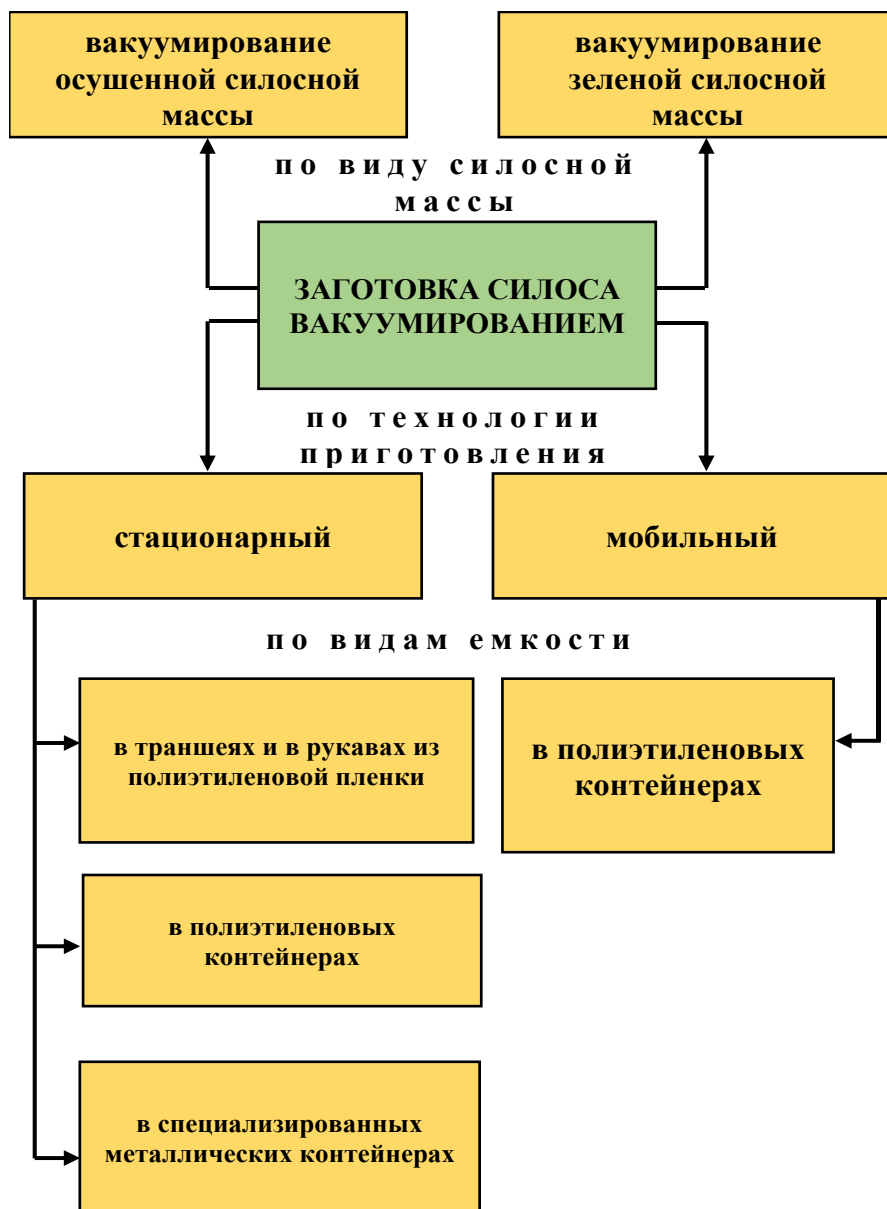 вакуумирование
осушенной силосной
массы
вакуумирование
зеленой силосной
массы
по виду силосной
массы
ЗАГОТОВКА СИЛОСА
ВАКУУМИРОВАНИЕМ
по технологии
приготовления
стационарный
мобильный
по видам емкости
в траншеях и в рукавах из
полиэтиленовой пленки
в полиэтиленовых
контейнерах
в полиэтиленовых
контейнерах
в специализированных
металлических контейнерах